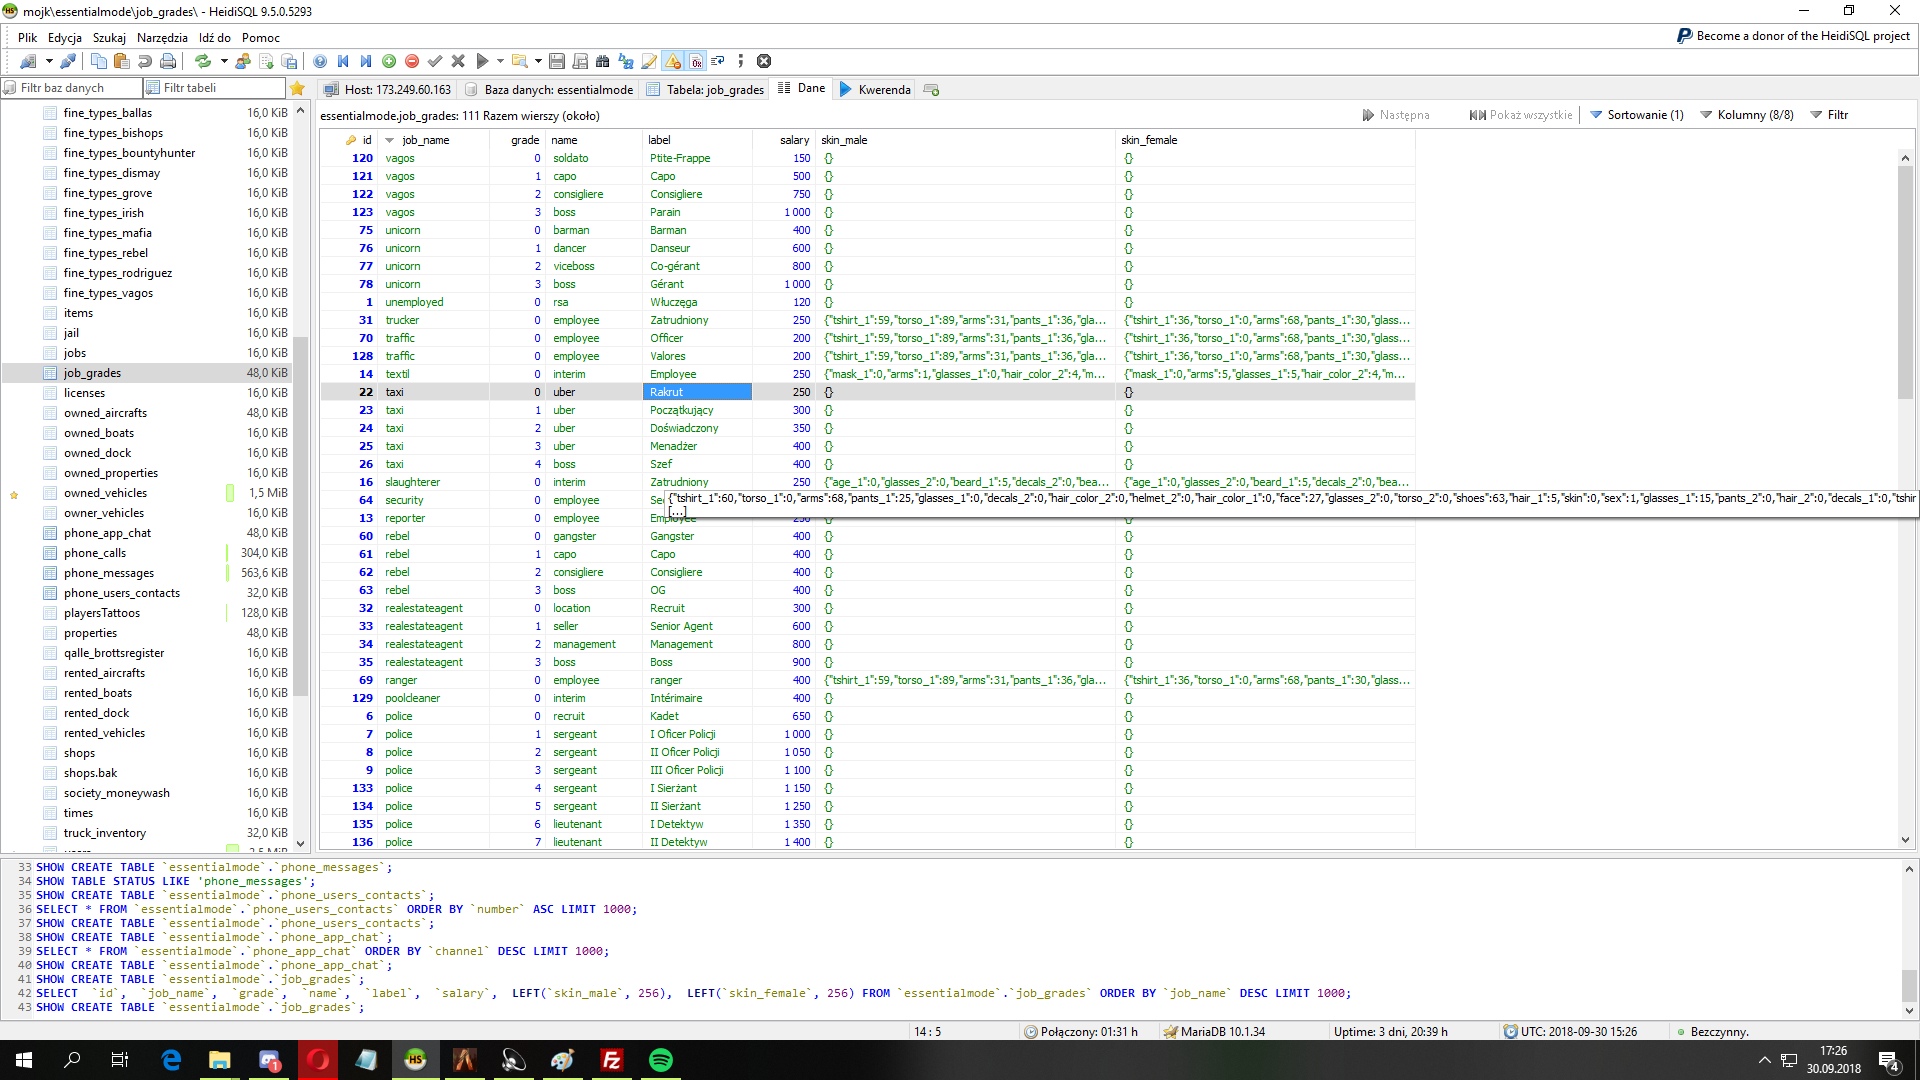 mojk\essentialmode\job_grades\ - HeidiSQL 9.5.0.5293
Plik Edycja Szukaj Narzędzia Idź do Pomoc
Become a donor of the HeidiSQL project
Filtr baz danych Filtr tabeli
Host: 173.249.60.163 Baza danych: essentialmode Tabela: job_grades Dane Kwerenda
essentialmode.job_grades: 111 Razem wierszy (około)
Następna Pokaż wszystkie Sortowanie (1) Kolumny (8/8) Filtr
fine_types_ballas 16,0 KiB
fine_types_bishops 16,0 KiB
fine_types_bountyhunter 16,0 KiB
fine_types_dismay 16,0 KiB
fine_types_grove 16,0 KiB
fine_types_irish 16,0 KiB
fine_types_mafia 16,0 KiB
fine_types_rebel 16,0 KiB
fine_types_rodriguez 16,0 KiB
fine_types_vagos 16,0 KiB
items 16,0 KiB
jail 16,0 KiB
jobs 16,0 KiB
job_grades 48,0 KiB
licenses 16,0 KiB
owned_aircrafts 48,0 KiB
owned_boats 16,0 KiB
owned_dock 16,0 KiB
owned_properties 16,0 KiB
owned_vehicles 1,5 MiB
owner_vehicles 16,0 KiB
phone_app_chat 48,0 KiB
phone_calls 304,0 KiB
phone_messages 563,6 KiB
phone_users_contacts 32,0 KiB
playersTattoos 128,0 KiB
properties 48,0 KiB
qalle_brottsregister 16,0 KiB
rented_aircrafts 16,0 KiB
rented_boats 16,0 KiB
rented_dock 16,0 KiB
rented_vehicles 16,0 KiB
shops 16,0 KiB
shops.bak 16,0 KiB
society_moneywash 16,0 KiB
times 16,0 KiB
truck_inventory 32,0 KiB
id job_name grade name label salary skin_male skin_female
120 vagos 0 soldato Ptite-Frappe 150 {} {}
121 vagos 1 capo Capo 500 {} {}
122 vagos 2 consigliere Consigliere 750 {} {}
123 vagos 3 boss Parain 1 000 {} {}
75 unicorn 0 barman Barman 400 {} {}
76 unicorn 1 dancer Danseur 600 {} {}
77 unicorn 2 viceboss Co-gérant 800 {} {}
78 unicorn 3 boss Gérant 1 000 {} {}
1 unemployed 0 rsa Włuczęga 120 {} {}
31 trucker 0 employee Zatrudniony 250 {"tshirt_1":59,"torso_1":89,"arms":31,"pants_1":36,"gla... {"tshirt_1":36,"torso_1":0,"arms":68,"pants_1":30,"glass...
70 traffic 0 employee Officer 200 {"tshirt_1":59,"torso_1":89,"arms":31,"pants_1":36,"gla... {"tshirt_1":36,"torso_1":0,"arms":68,"pants_1":30,"glass...
128 traffic 0 employee Valores 200 {"tshirt_1":59,"torso_1":89,"arms":31,"pants_1":36,"gla... {"tshirt_1":36,"torso_1":0,"arms":68,"pants_1":30,"glass...
14 textil 0 interim Employee 250 {"mask_1":0,"arms":1,"glasses_1":0,"hair_color_2":4,"m... {"mask_1":0,"arms":5,"glasses_1":5,"hair_color_2":4,"m...
22 taxi 0 uber Rakrut 250 {} {}
23 taxi 1 uber Początkujący 300 {} {}
24 taxi 2 uber Doświadczony 350 {} {}
25 taxi 3 uber Menadżer 400 {} {}
26 taxi 4 boss Szef 400 {} {}
16 slaughterer 0 interim Zatrudniony 250 {"age_1":0,"glasses_2":0,"beard_1":5,"decals_2":0,"bea... {"age_1":0,"glasses_2":0,"beard_1":5,"decals_2":0,"bea...
64 security 0 employee Se
{"tshirt_1":60,"torso_1":0,"arms":68,"pants_1":25,"glasses_1":0,"decals_2":0,"hair_color_2":0,"helmet_2":0,"hair_color_1":0,"face":27,"glasses_2":0,"torso_2":0,"shoes":63,"hair_1":5,"skin":0,"sex":1,"glasses_1":15,"pants_2":0,"hair_2":0,"decals_1":0,"tshir
[...]
13 reporter 0 employee Employee 250
60 rebel 0 gangster Gangster 400 {} {}
61 rebel 1 capo Capo 400 {} {}
62 rebel 2 consigliere Consigliere 400 {} {}
63 rebel 3 boss OG 400 {} {}
32 realestateagent 0 location Recruit 300 {} {}
33 realestateagent 1 seller Senior Agent 600 {} {}
34 realestateagent 2 management Management 800 {} {}
35 realestateagent 3 boss Boss 900 {} {}
69 ranger 0 employee ranger 400 {"tshirt_1":59,"torso_1":89,"arms":31,"pants_1":36,"gla... {"tshirt_1":36,"torso_1":0,"arms":68,"pants_1":30,"glass...
129 poolcleaner 0 interim Intérimaire 400 {} {}
6 police 0 recruit Kadet 650 {} {}
7 police 1 sergeant I Oficer Policji 1 000 {} {}
8 police 2 sergeant II Oficer Policji 1 050 {} {}
9 police 3 sergeant III Oficer Policji 1 100 {} {}
133 police 4 sergeant I Sierżant 1 150 {} {}
134 police 5 sergeant II Sierżant 1 250 {} {}
135 police 6 lieutenant I Detektyw 1 350 {} {}
136 police 7 lieutenant II Detektyw 1 400 {} {}
33 SHOW CREATE TABLE `essentialmode`.`phone_messages`;
34 SHOW TABLE STATUS LIKE 'phone_messages';
35 SHOW CREATE TABLE `essentialmode`.`phone_users_contacts`;
36 SELECT * FROM `essentialmode`.`phone_users_contacts` ORDER BY `number` ASC LIMIT 1000;
37 SHOW CREATE TABLE `essentialmode`.`phone_users_contacts`;
38 SHOW CREATE TABLE `essentialmode`.`phone_app_chat`;
39 SELECT * FROM `essentialmode`.`phone_app_chat` ORDER BY `channel` DESC LIMIT 1000;
40 SHOW CREATE TABLE `essentialmode`.`phone_app_chat`;
41 SHOW CREATE TABLE `essentialmode`.`job_grades`;
42 SELECT `id`, `job_name`, `grade`, `name`, `label`, `salary`, LEFT(`skin_male`, 256), LEFT(`skin_female`, 256) FROM `essentialmode`.`job_grades` ORDER BY `job_name` DESC LIMIT 1000;
43 SHOW CREATE TABLE `essentialmode`.`job_grades`;
14 : 5 Połączony: 01:31 h MariaDB 10.1.34 Uptime: 3 dni, 20:39 h UTC: 2018-09-30 15:26 Bezczynny.
17:26
30.09.2018